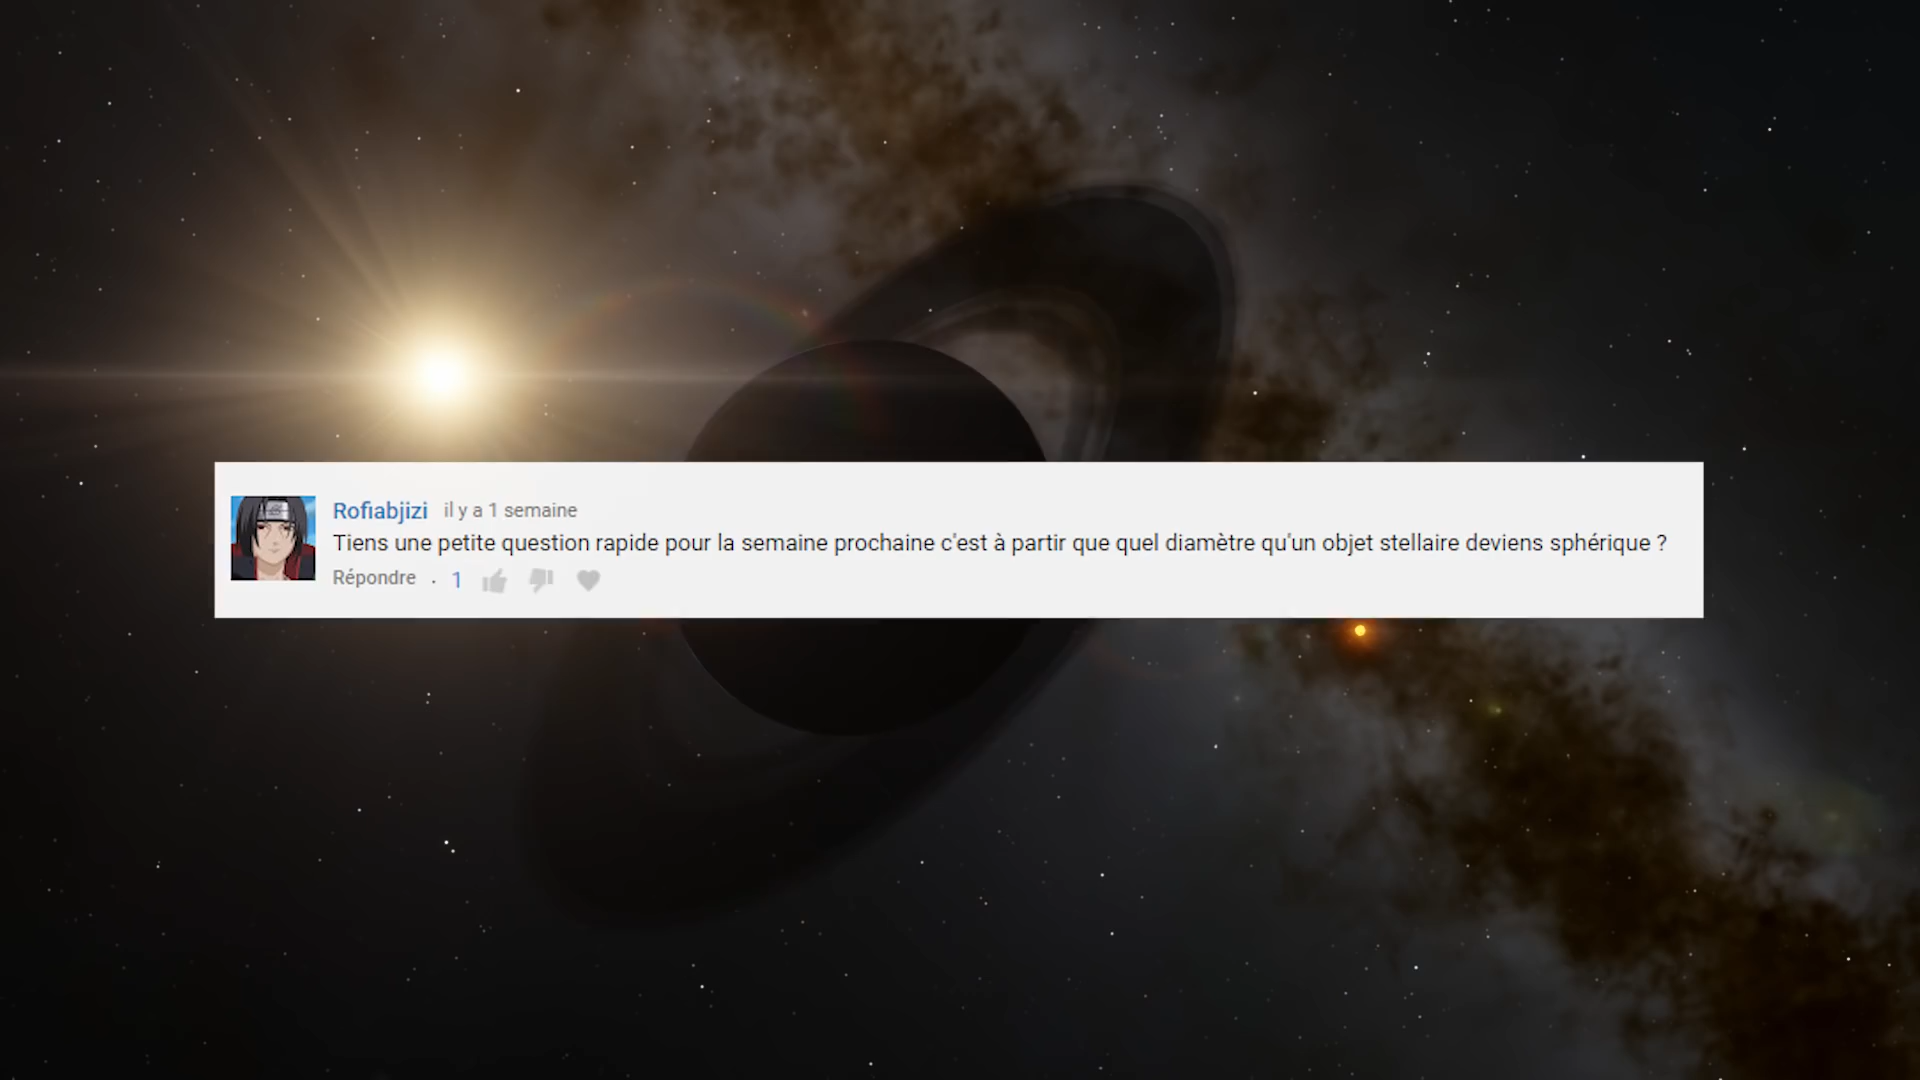 Rofiabjizi il y a 1 semaine
Tiens une petite question rapide pour la semaine prochaine c'est à partir que quel diamètre qu'un objet stellaire deviens sphérique ?
Répondre · 1